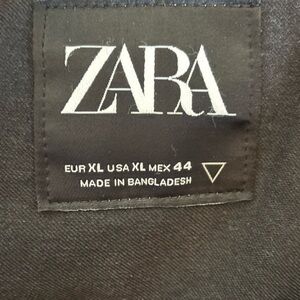 ZARA
EUR XL USA XL MEX 44
MADE IN BANGLADESH